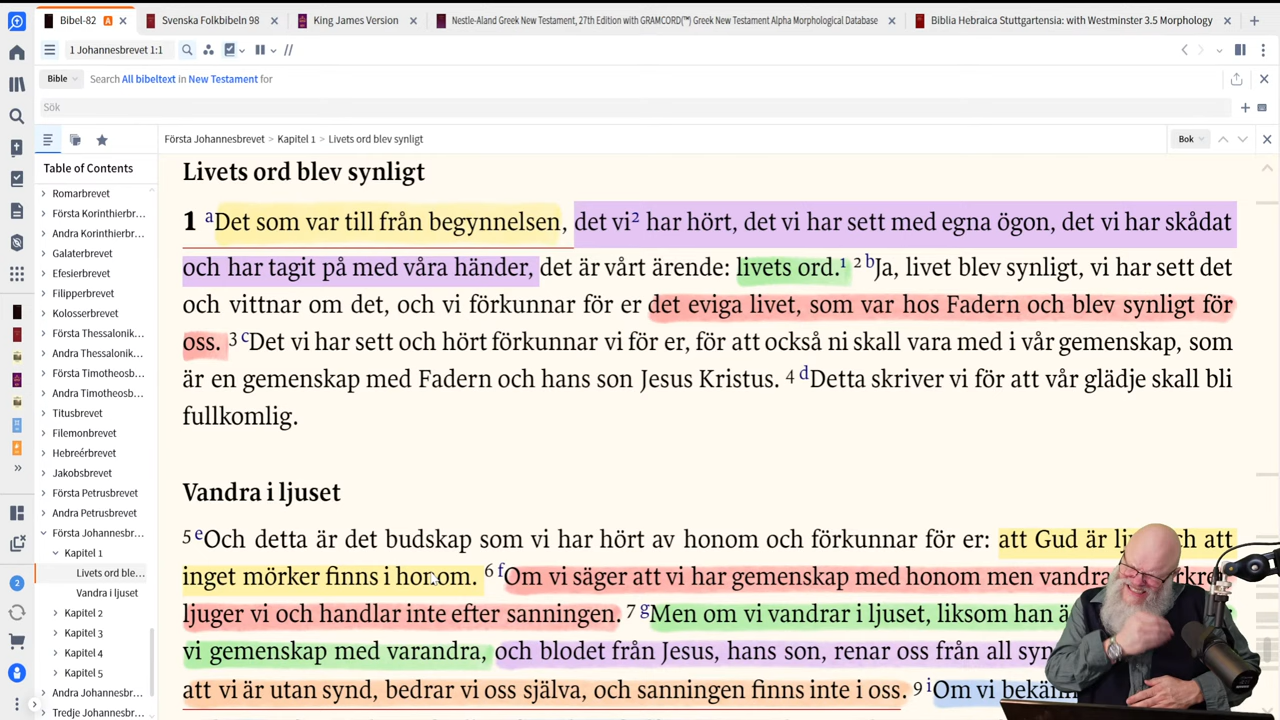 Bibel-82 A
Svenska Folkbibeln 98
King James Version
Nestle-Aland Greek New Testament, 27th Edition with GRAMCORD(™) Greek New Testament Alpha Morphological Database
Biblia Hebraica Stuttgartensia: with Westminster 3.5 Morphology
1 Johannesbrevet 1:1
Bible
Search All bibeltext in New Testament for
Sök
Första Johannesbrevet > Kapitel 1 > Livets ord blev synligt
Bok
Table of Contents
Romarbrevet
Första Korinthierbr...
Andra Korinthierbr...
Galaterbrevet
Efesierbrevet
Filipperbrevet
Kolosserbrevet
Första Thessalonik...
Andra Thessalonik...
Första Timotheosb...
Andra Timotheosb...
Titusbrevet
Filemonbrevet
Hebreérbrevet
Jakobsbrevet
Första Petrusbrevet
Andra Petrusbrevet
Första Johannesbr...
Kapitel 1
Livets ord ble...
Vandra i ljuset
Kapitel 2
Kapitel 3
Kapitel 4
Kapitel 5
Andra Johannesbr...
Tredje Johannesbr...
2
Livets ord blev synligt
1 aDet som var till från begynnelsen, det vi2 har hört, det vi har sett med egna ögon, det vi har skådat
och har tagit på med våra händer, det är vårt ärende: livets ord.1 2 bJa, livet blev synligt, vi har sett det
och vittnar om det, och vi förkunnar för er det eviga livet, som var hos Fadern och blev synligt för
oss. 3 cDet vi har sett och hört förkunnar vi för er, för att också ni skall vara med i vår gemenskap, som
är en gemenskap med Fadern och hans son Jesus Kristus. 4 dDetta skriver vi för att vår glädje skall bli
fullkomlig.
Vandra i ljuset
5 eOch detta är det budskap som vi har hört av honom och förkunnar för er: att Gud är att
inget mörker finns i honom. 6 fOm vi säger att vi har gemenskap med honom men vandra
ljuger vi och handlar inte efter sanningen. 7 gMen om vi vandrar i ljuset, liksom han
vi gemenskap med varandra, och blodet från Jesus, hans son, renar oss från all
att vi är utan synd, bedrar vi oss själva, och sanningen finns inte i oss. 9 iOm vi